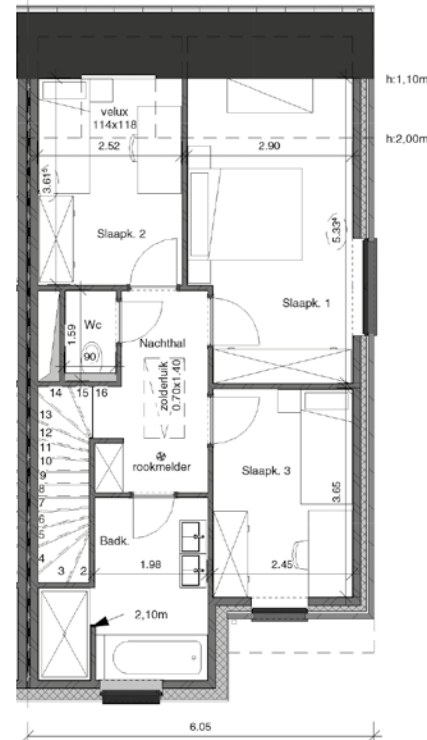 h:1,10m
velux
114x118
h:2,00m
2.52
2.90
3.61⁵
5.33⁴
Slaapk. 2
Slaapk. 1
Wc
1.59
90
Nachthal
zolderluik
0.70x1.40
14 15 16
13
12
11
10
9
8
7
6
5
4
3 2
rookmelder
Slaapk. 3
3.65
Badk.
1.98
2.45
2,10m
6.05